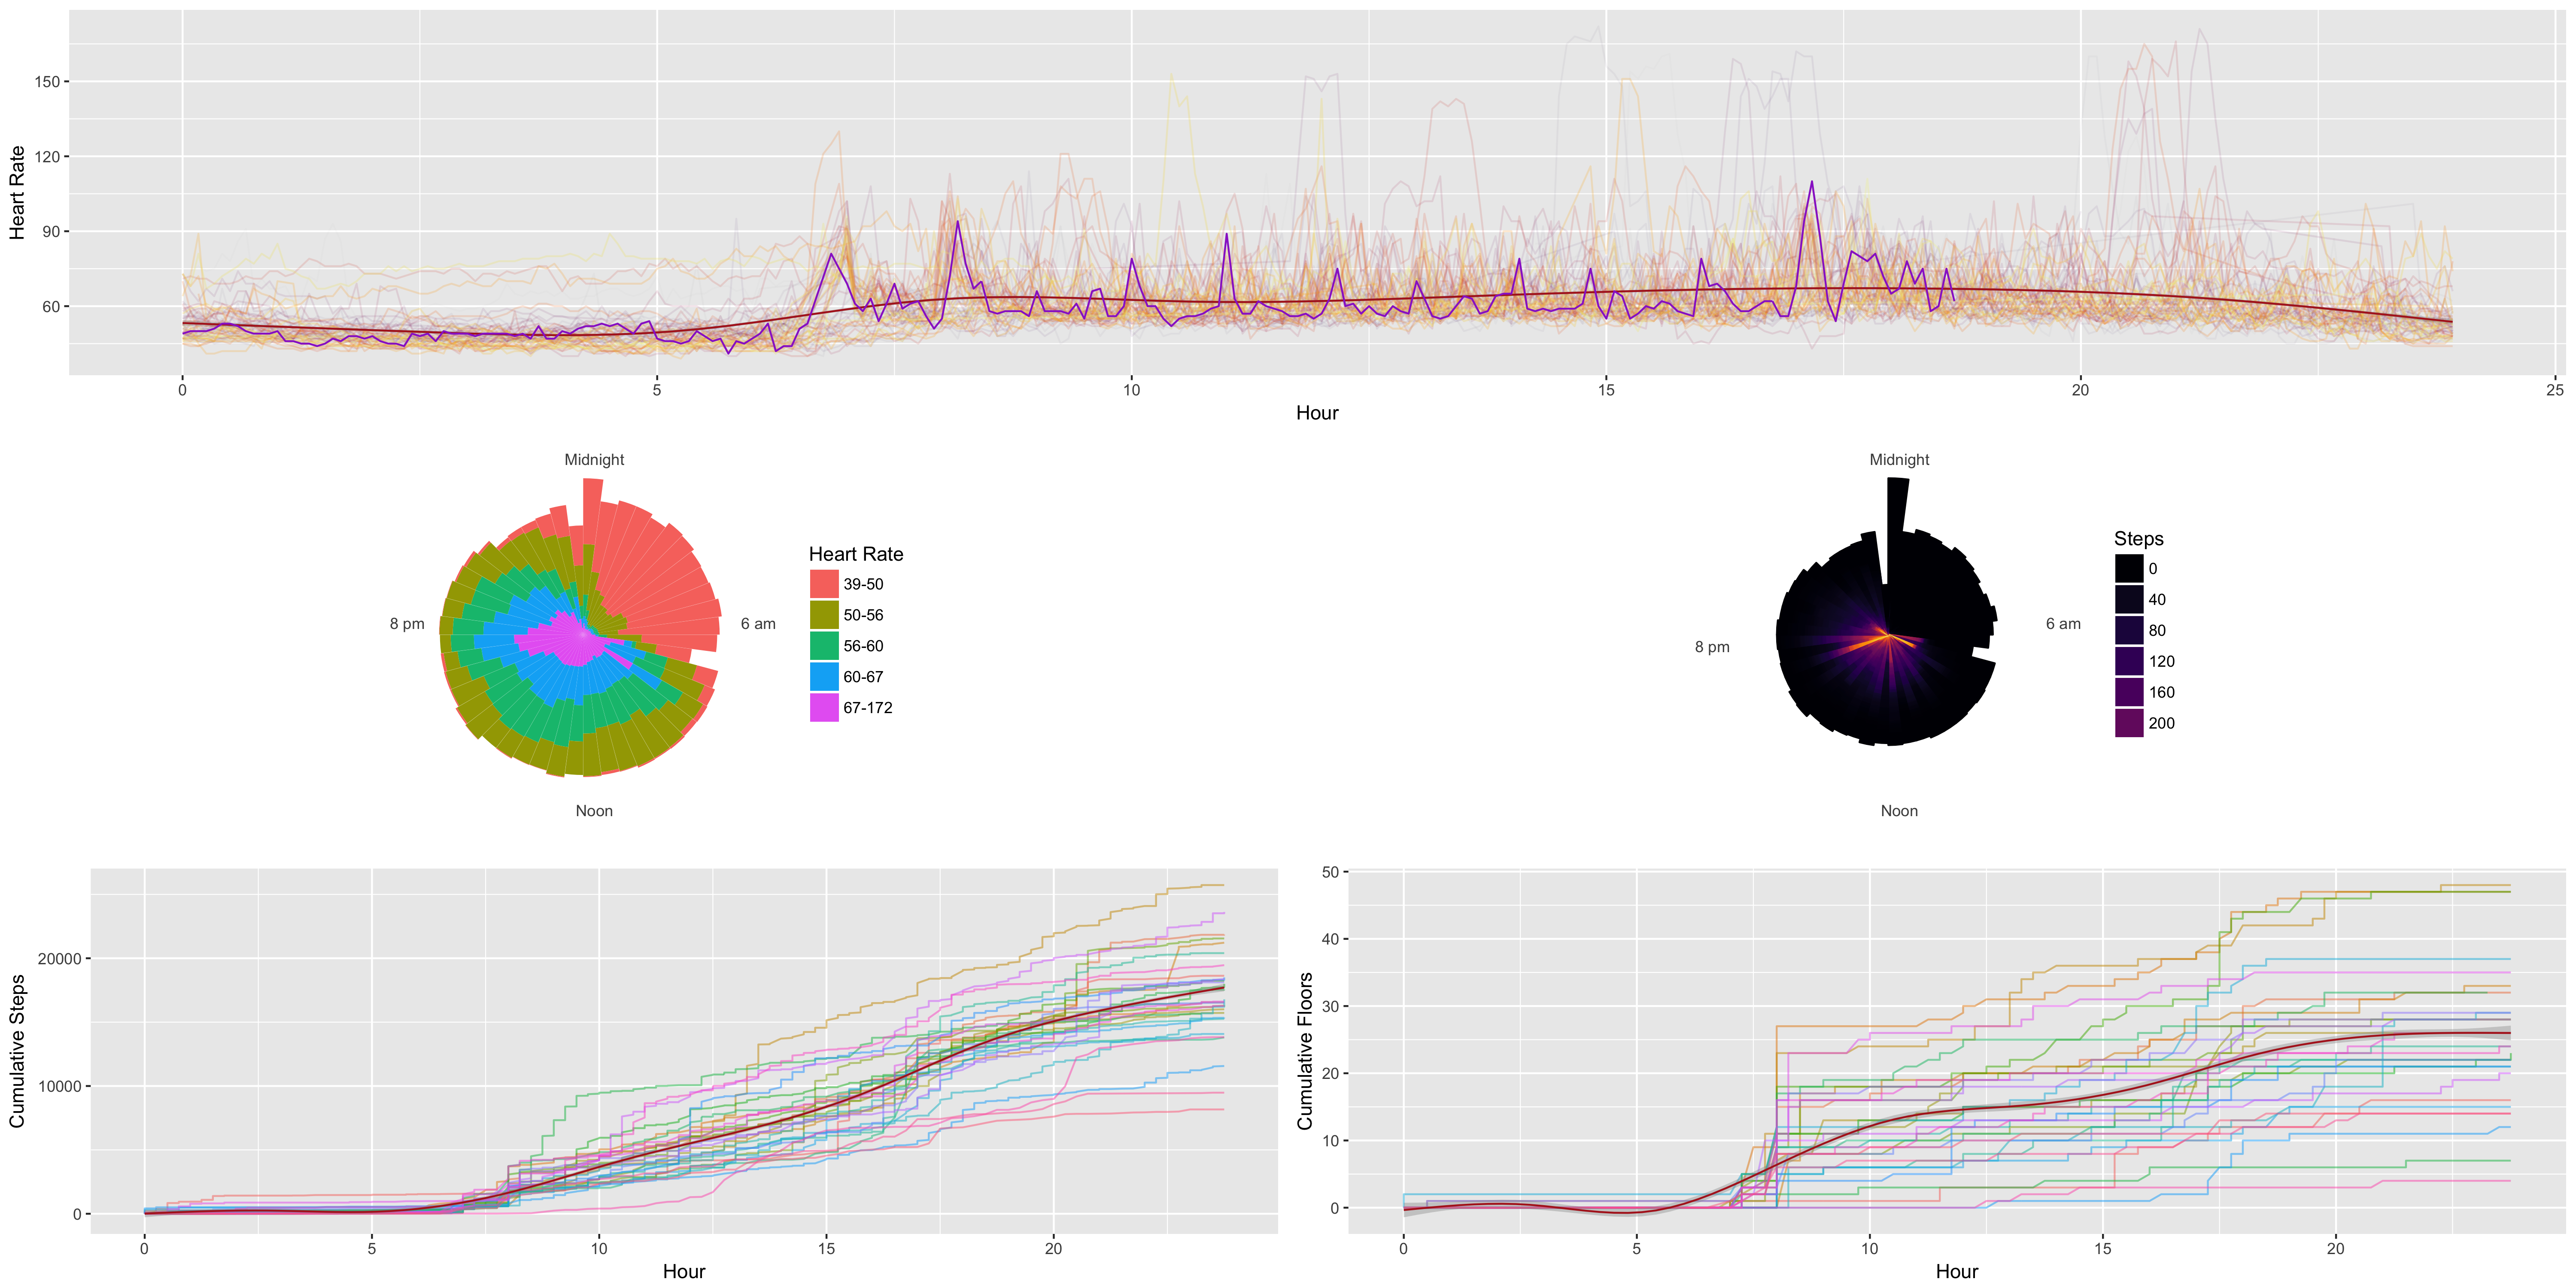 150
120
90
60
Heart Rate
0 5 10 15 20 25
Hour
Midnight
8 pm
6 am
Noon
Heart Rate
39-50
50-56
56-60
60-67
67-172
Midnight
8 pm
6 am
Noon
Steps
0
40
80
120
160
200
20000
10000
0
Cumulative Steps
0 5 10 15 20
Hour
50
40
30
20
10
0
Cumulative Floors
0 5 10 15 20
Hour